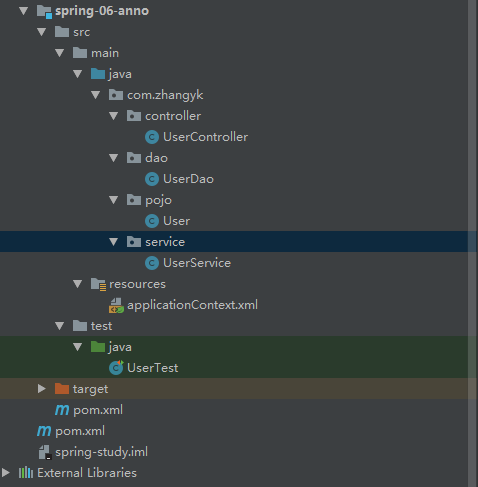 spring-06-anno
src
main
java
com.zhangyk
controller
UserController
dao
UserDao
pojo
User
service
UserService
resources
applicationContext.xml
test
java
UserTest
target
pom.xml
pom.xml
spring-study.iml
External Libraries